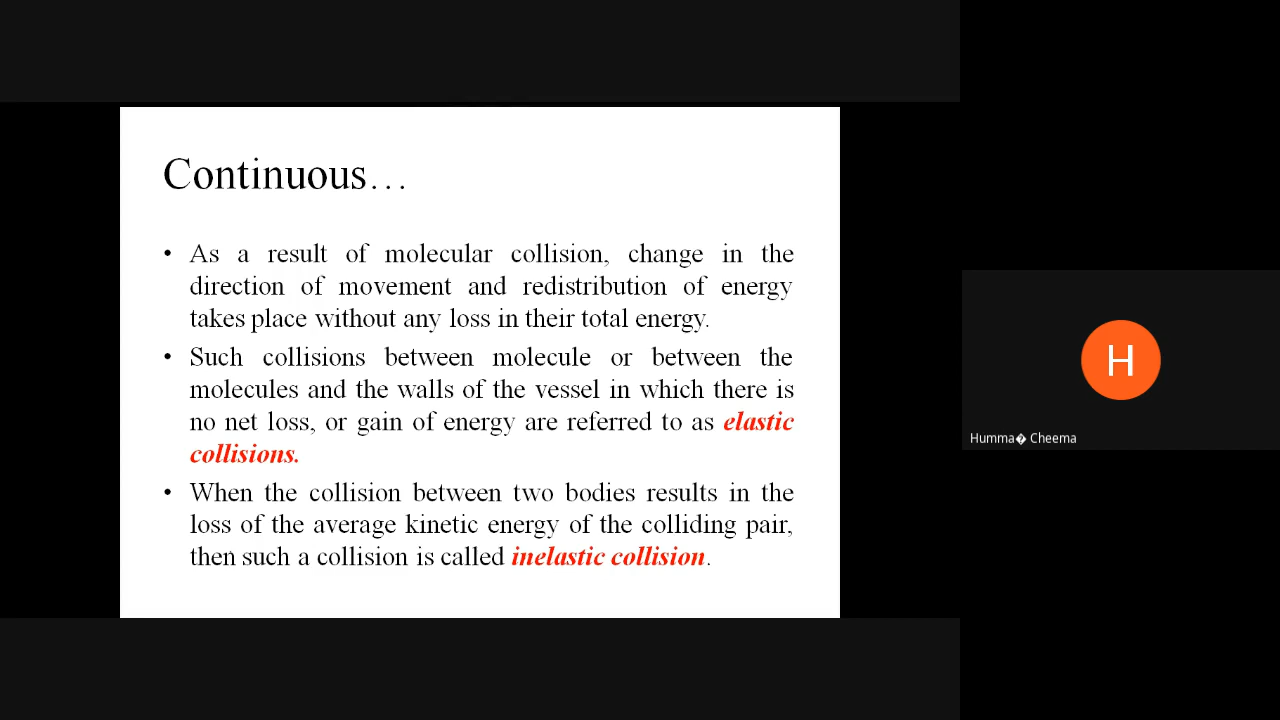 Continuous…
• As a result of molecular collision, change in the
direction of movement and redistribution of energy
takes place without any loss in their total energy.
• Such collisions between molecule or between the
molecules and the walls of the vessel in which there is
no net loss, or gain of energy are referred to as elastic
collisions.
• When the collision between two bodies results in the
loss of the average kinetic energy of the colliding pair,
then such a collision is called inelastic collision.
H
Humma� Cheema